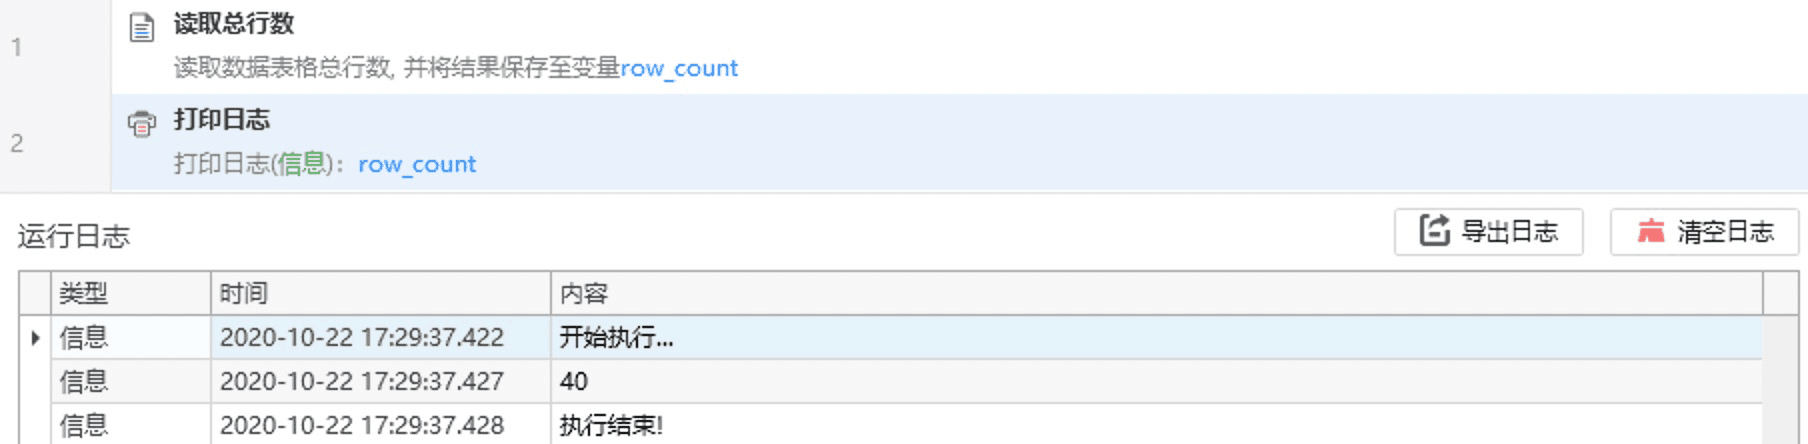 1
读取总行数
读取数据表格总行数, 并将结果保存至变量row_count
2
打印日志
打印日志(信息)：row_count
运行日志 导出日志 清空日志
类型 时间 内容
信息 2020-10-22 17:29:37.422 开始执行...
信息 2020-10-22 17:29:37.427 40
信息 2020-10-22 17:29:37.428 执行结束!